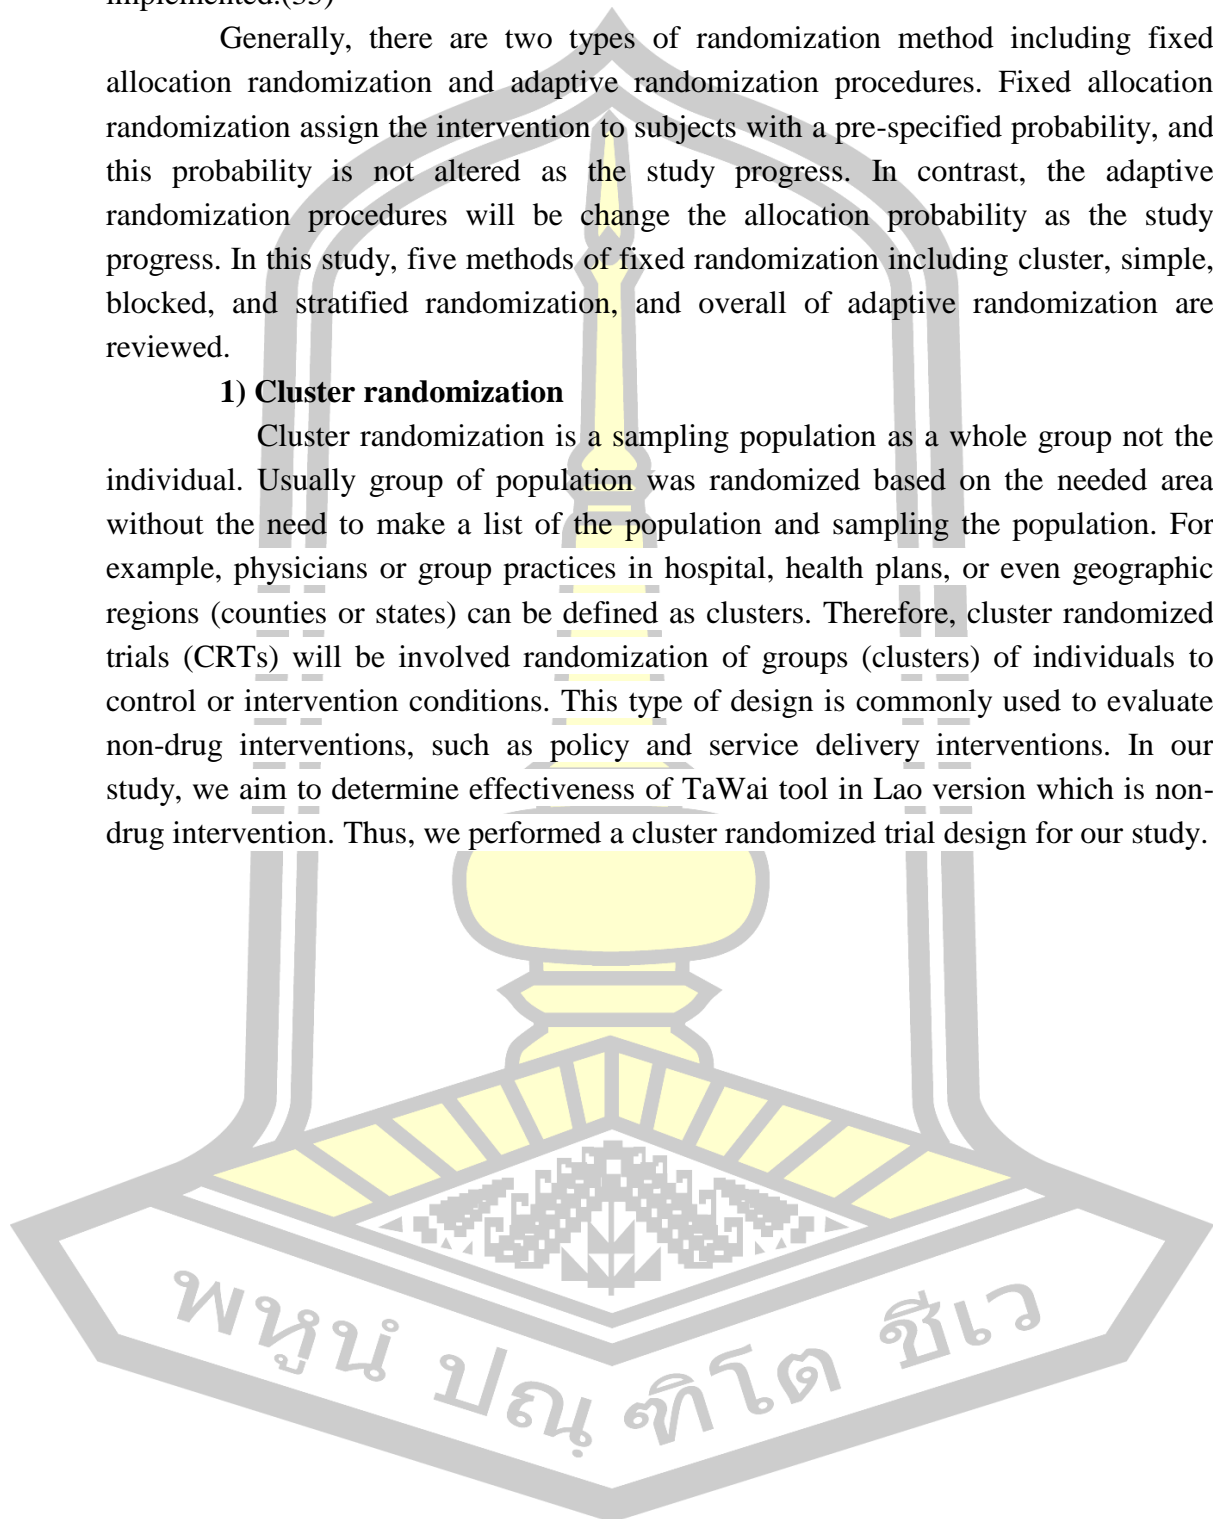 implemented.(35)
Generally, there are two types of randomization method including fixed
allocation randomization and adaptive randomization procedures. Fixed allocation
randomization assign the intervention to subjects with a pre-specified probability, and
this probability is not altered as the study progress. In contrast, the adaptive
randomization procedures will be change the allocation probability as the study
progress. In this study, five methods of fixed randomization including cluster, simple,
blocked, and stratified randomization, and overall of adaptive randomization are
reviewed.
1) Cluster randomization
Cluster randomization is a sampling population as a whole group not the
individual. Usually group of population was randomized based on the needed area
without the need to make a list of the population and sampling the population. For
example, physicians or group practices in hospital, health plans, or even geographic
regions (counties or states) can be defined as clusters. Therefore, cluster randomized
trials (CRTs) will be involved randomization of groups (clusters) of individuals to
control or intervention conditions. This type of design is commonly used to evaluate
non-drug interventions, such as policy and service delivery interventions. In our
study, we aim to determine effectiveness of TaWai tool in Lao version which is non-
drug intervention. Thus, we performed a cluster randomized trial design for our study.
พหูนํ ปณฺฑิโต ชีเว